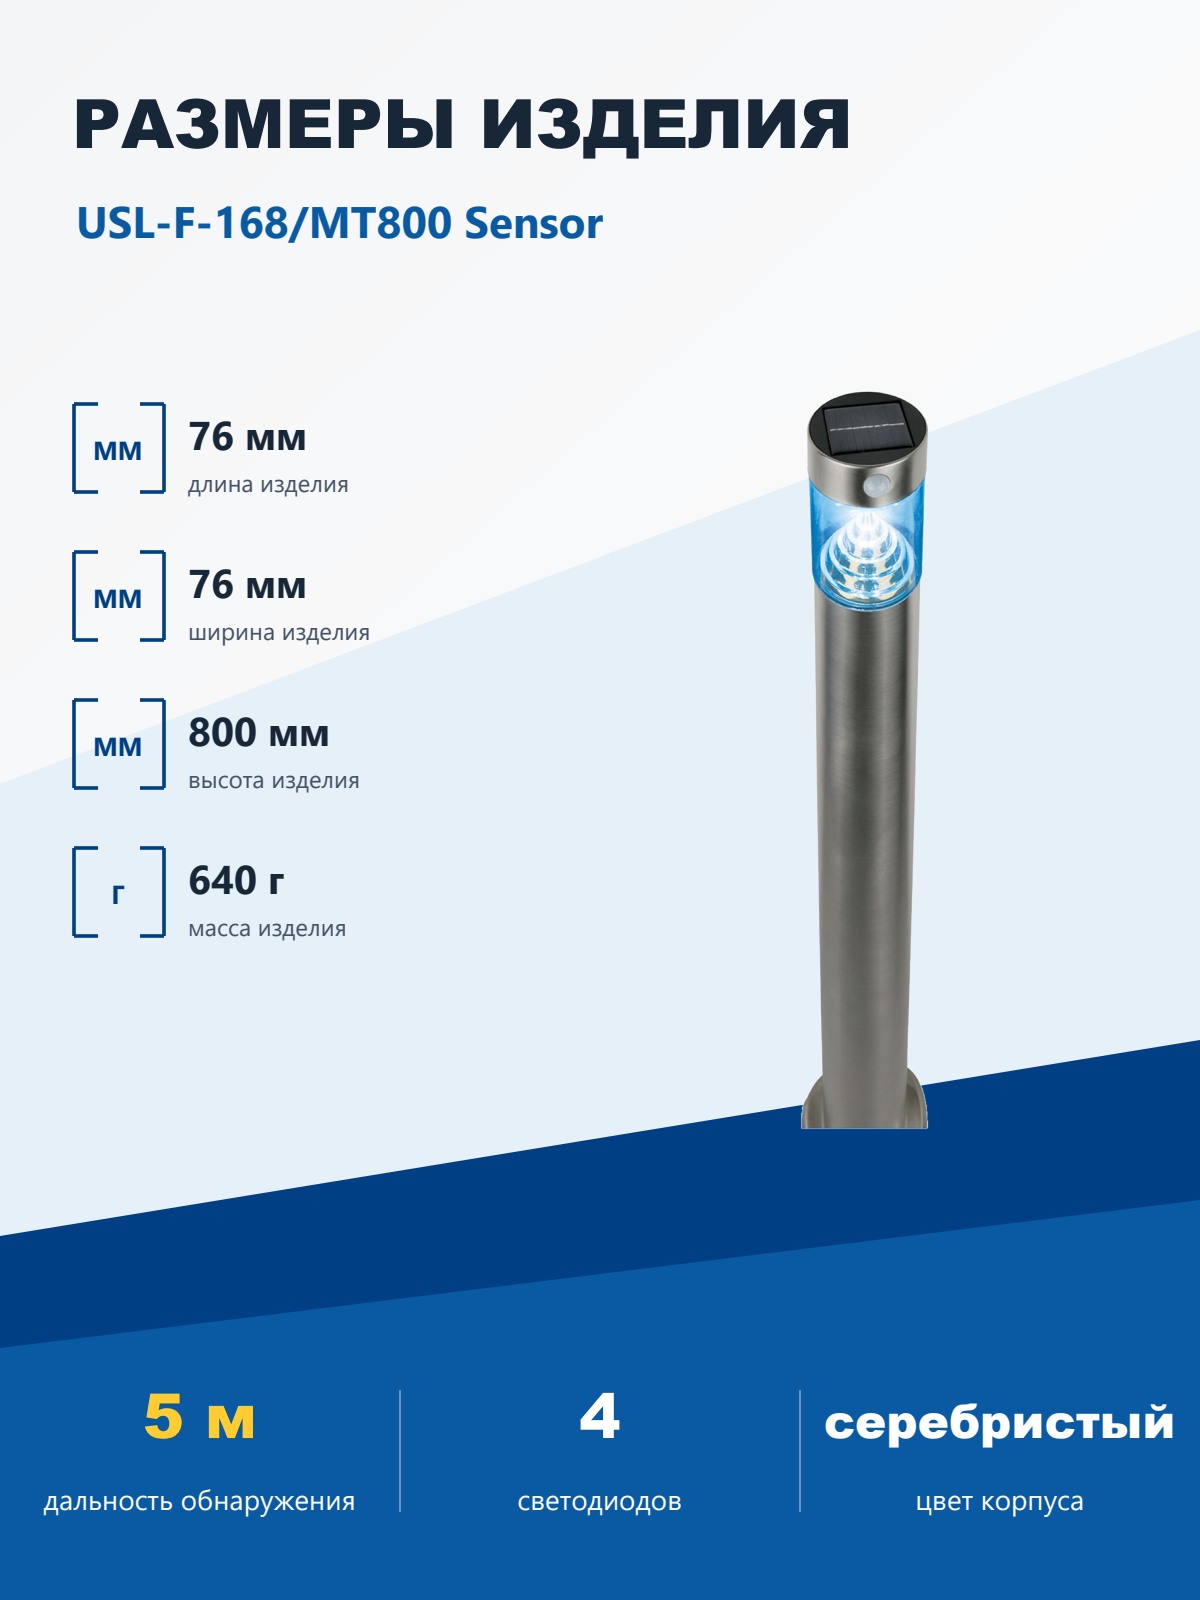 РАЗМЕРЫ ИЗДЕЛИЯ
USL-F-168/MT800 Sensor
мм
76 мм
длина изделия
мм
76 мм
ширина изделия
мм
800 мм
высота изделия
г
640 г
масса изделия
5 м
дальность обнаружения
4
светодиодов
серебристый
цвет корпуса